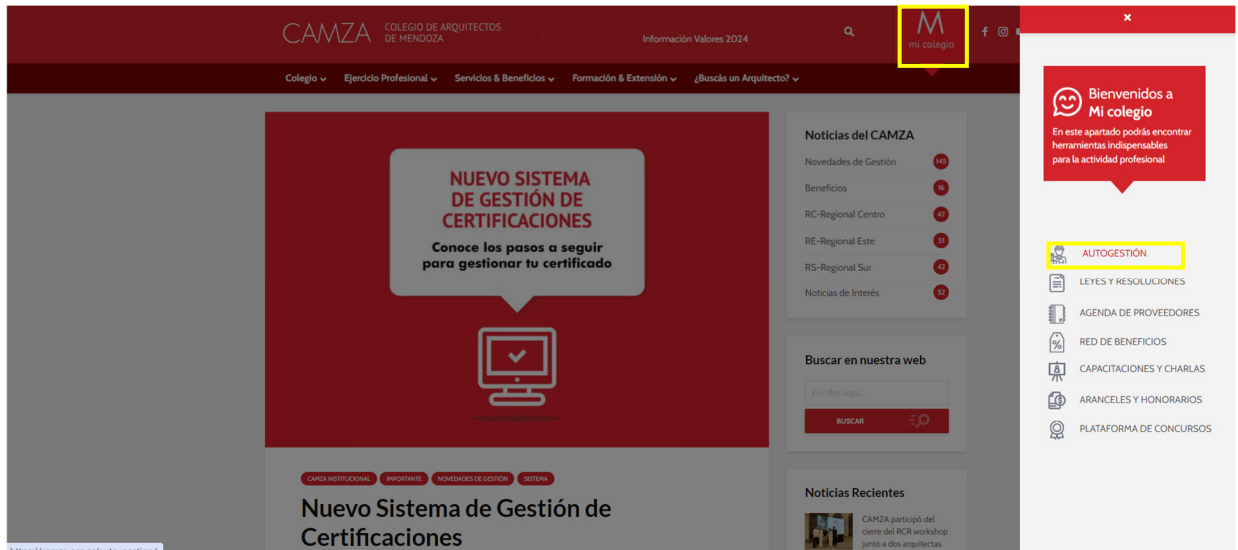 CAMZA
COLEGIO DE ARQUITECTOS
DE MENDOZA
Información Valores 2024
M
mi colegio
Colegio
Ejercicio Profesional
Servicios & Beneficios
Formación & Extensión
¿Buscás un Arquitecto?
NUEVO SISTEMA
DE GESTIÓN DE
CERTIFICACIONES
Conoce los pasos a seguir
para gestionar tu certificado
CAMZA INSTITUCIONAL
IMPORTANTE
NOVEDADES DE GESTIÓN
SISTEMA
Nuevo Sistema de Gestión de
Certificaciones
Noticias del CAMZA
Novedades de Gestión 145
Beneficios 16
RC-Regional Centro 47
RE-Regional Este 51
RS-Regional Sur 42
Noticias de Interés 52
Buscar en nuestra web
Escribe aquí...
BUSCAR
Noticias Recientes
CAMZA participó del
cierre del RCR workshop
junto a dos arquitectas
×
Bienvenidos a
Mi colegio
En este apartado podrás encontrar
herramientas indispensables
para la actividad profesional
AUTOGESTIÓN
LEYES Y RESOLUCIONES
AGENDA DE PROVEEDORES
RED DE BENEFICIOS
CAPACITACIONES Y CHARLAS
ARANCELES Y HONORARIOS
PLATAFORMA DE CONCURSOS